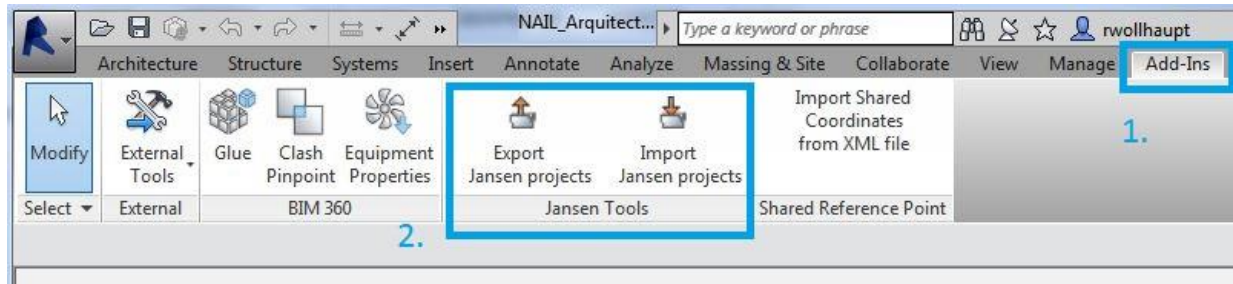 NAIL_Arquitect... Type a keyword or phrase rwollhaupt
Architecture Structure Systems Insert Annotate Analyze Massing & Site Collaborate View Manage Add-Ins
1.
Modify
External Tools
Glue
Clash Pinpoint
Equipment Properties
Export
Jansen projects
Import
Jansen projects
Import Shared
Coordinates
from XML file
Select External BIM 360 Jansen Tools Shared Reference Point
2.